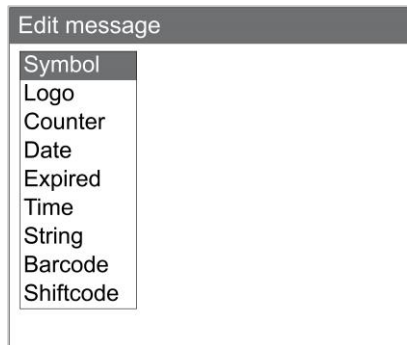 Edit message
Symbol
Logo
Counter
Date
Expired
Time
String
Barcode
Shiftcode